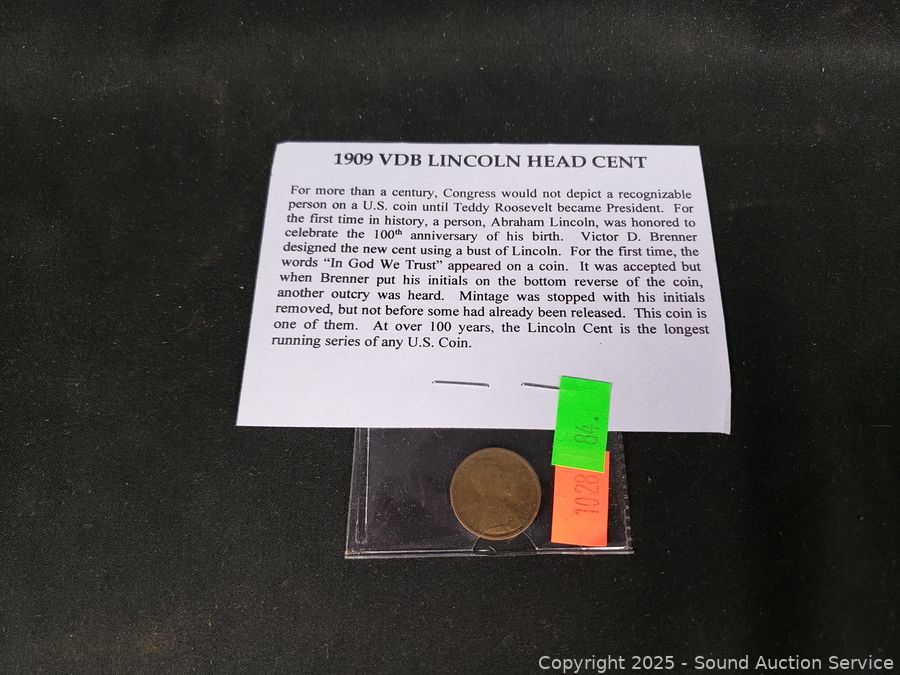 1909 VDB LINCOLN HEAD CENT
For more than a century, Congress would not depict a recognizable
person on a U.S. coin until Teddy Roosevelt became President. For
the first time in history, a person, Abraham Lincoln, was honored to
celebrate the 100th anniversary of his birth. Victor D. Brenner
designed the new cent using a bust of Lincoln. For the first time, the
words “In God We Trust” appeared on a coin. It was accepted but
when Brenner put his initials on the bottom reverse of the coin,
another outcry was heard. Mintage was stopped with his initials
removed, but not before some had already been released. This coin is
one of them. At over 100 years, the Lincoln Cent is the longest
running series of any U.S. Coin.
84.
1028
Copyright 2025 - Sound Auction Service